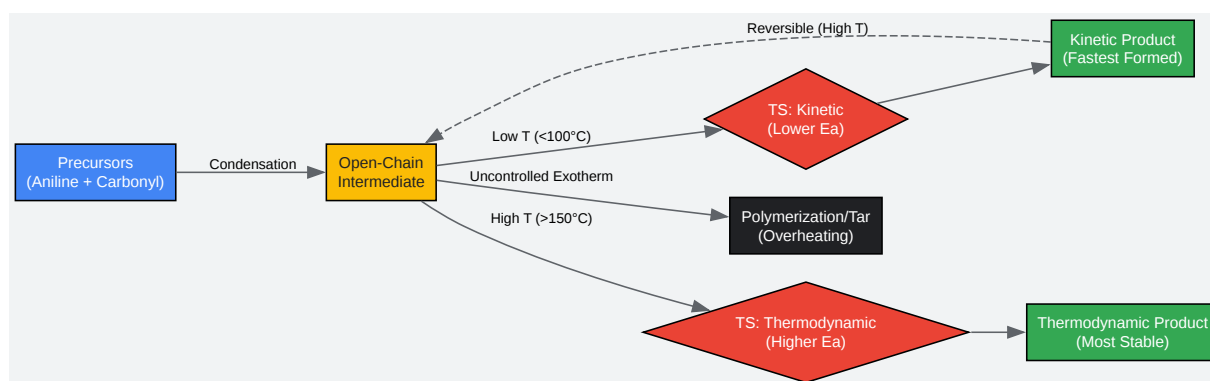 Reversible (High T)
Kinetic Product
(Fastest Formed)
TS: Kinetic
(Lower Ea)
Low T (<100°C)
Precursors
(Aniline + Carbonyl)
Condensation
Open-Chain
Intermediate
Uncontrolled Exotherm
Polymerization/Tar
(Overheating)
High T (>150°C)
TS: Thermodynamic
(Higher Ea)
Thermodynamic Product
(Most Stable)